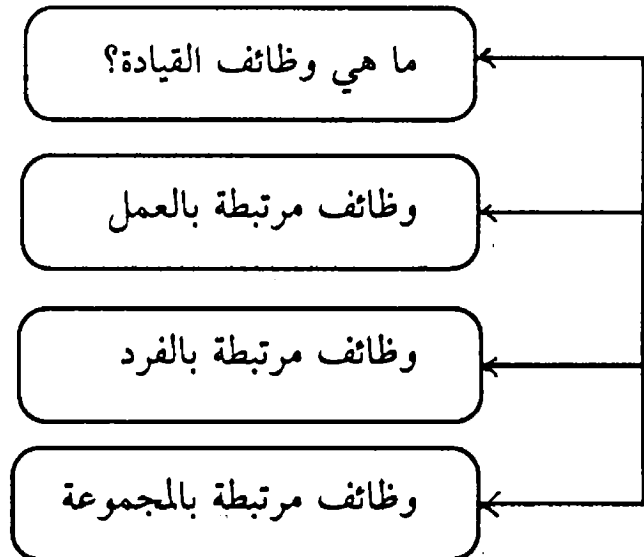 ما هي وظائف القيادة؟
وظائف مرتبطة بالعمل
وظائف مرتبطة بالفرد
وظائف مرتبطة بالمجموعة